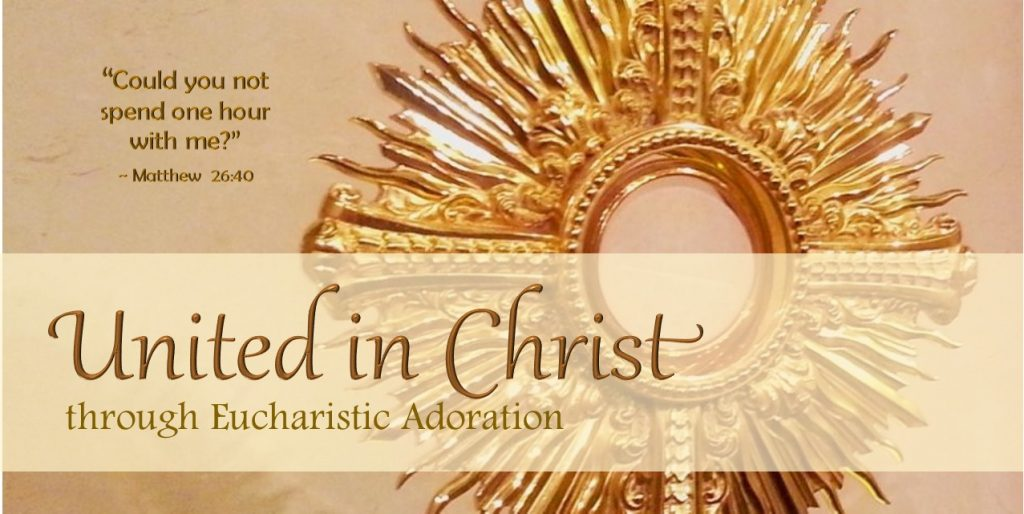 “Could you not
spend one hour
with me?”
~ Matthew 26:40
United in Christ
through Eucharistic Adoration